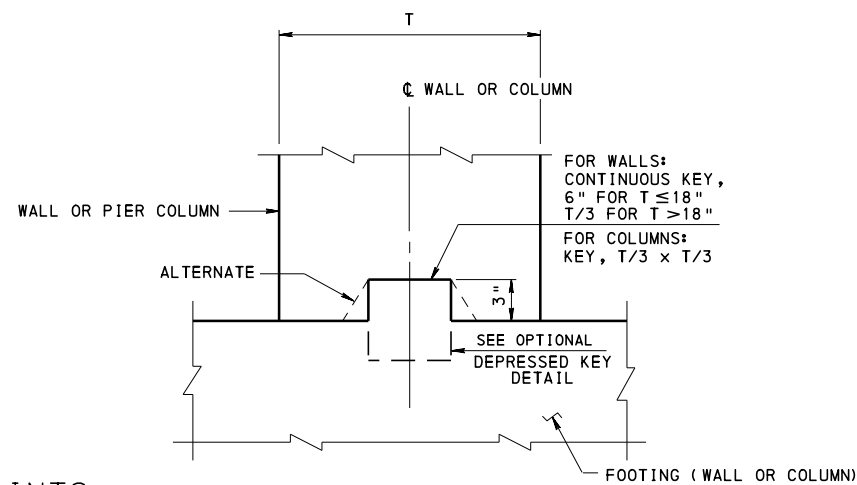 T
℄ WALL OR COLUMN
FOR WALLS:
CONTINUOUS KEY,
6" FOR T ≤18"
T/3 FOR T >18"
FOR COLUMNS:
KEY, T/3 x T/3
WALL OR PIER COLUMN
ALTERNATE
3"
SEE OPTIONAL
DEPRESSED KEY
DETAIL
FOOTING (WALL OR COLUMN)